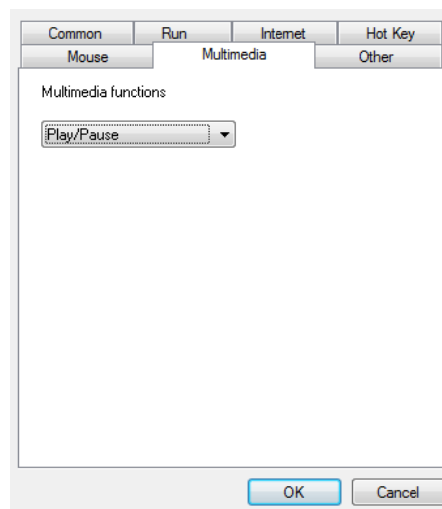 Common Run Internet Hot Key
Mouse Multimedia Other
Multimedia functions
Play/Pause
OK Cancel